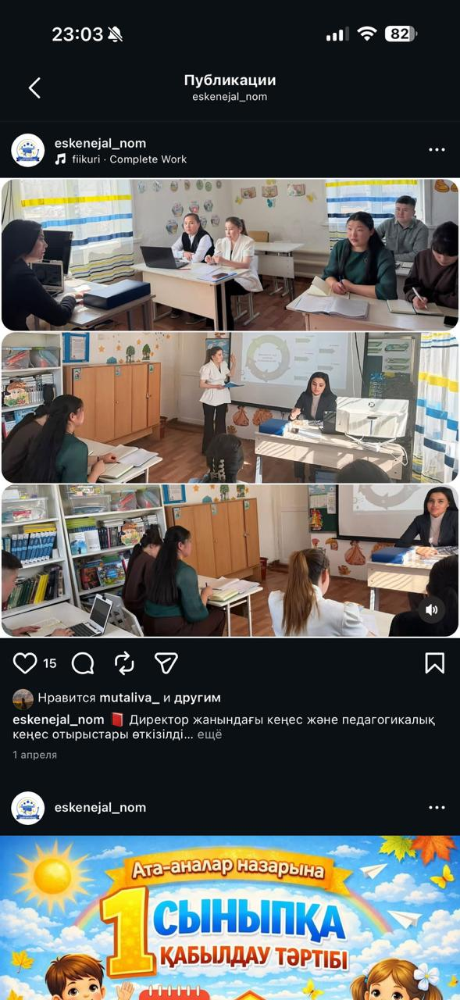 23:03
82
Публикации
eskenejal_nom
eskenejal_nom
fiikuri · Complete Work
15
Нравится mutaliva_ и другим
eskenejal_nom 📕 Директор жанындағы кеңес және педагогикалық
кеңес отырыстары өткізілді... ещё
1 апреля
eskenejal_nom
Ата-аналар назарына
1 СЫНЫПҚА
ҚАБЫЛДАУ ТӘРТІБІ